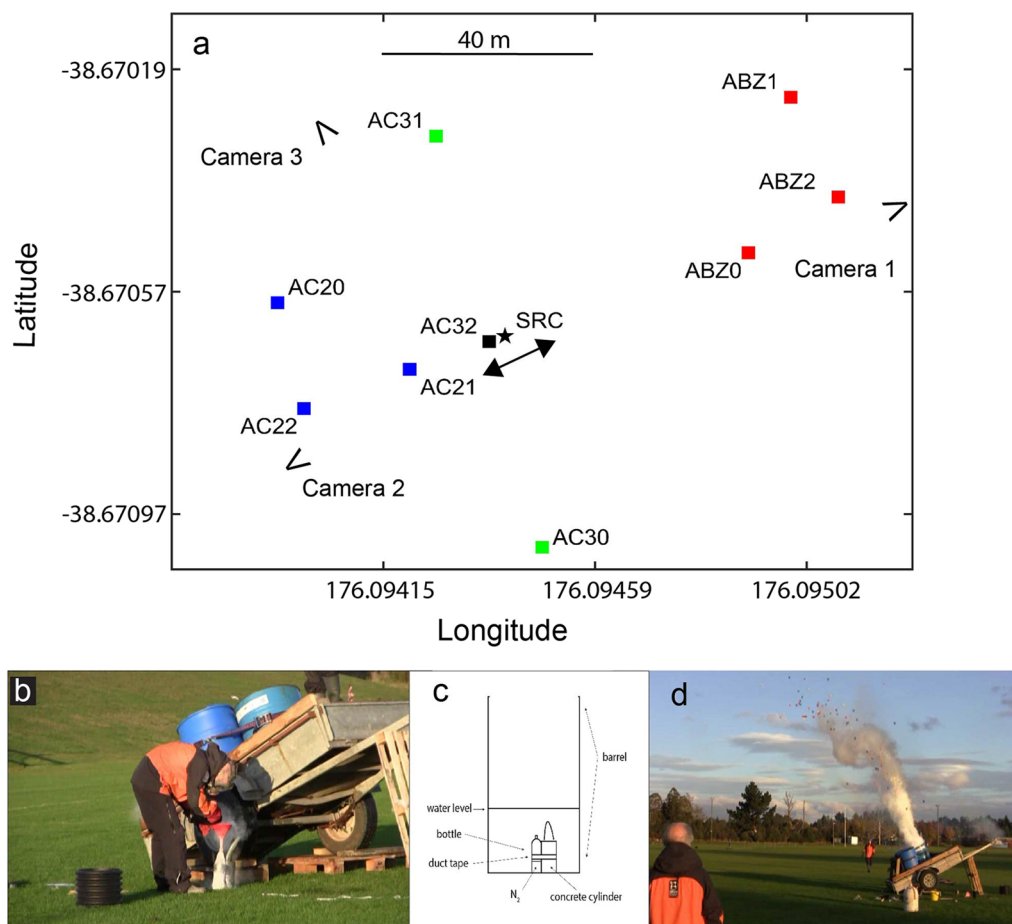 a
40 m
-38.67019
ABZ1
AC31
Camera 3
ABZ2
ABZ0
Camera 1
Latitude
-38.67057
AC20
AC32
SRC
AC21
AC22
Camera 2
-38.67097
AC30
176.09415
176.09459
176.09502
Longitude
b
c
barrel
water level
bottle
duct tape
N2
concrete cylinder
d